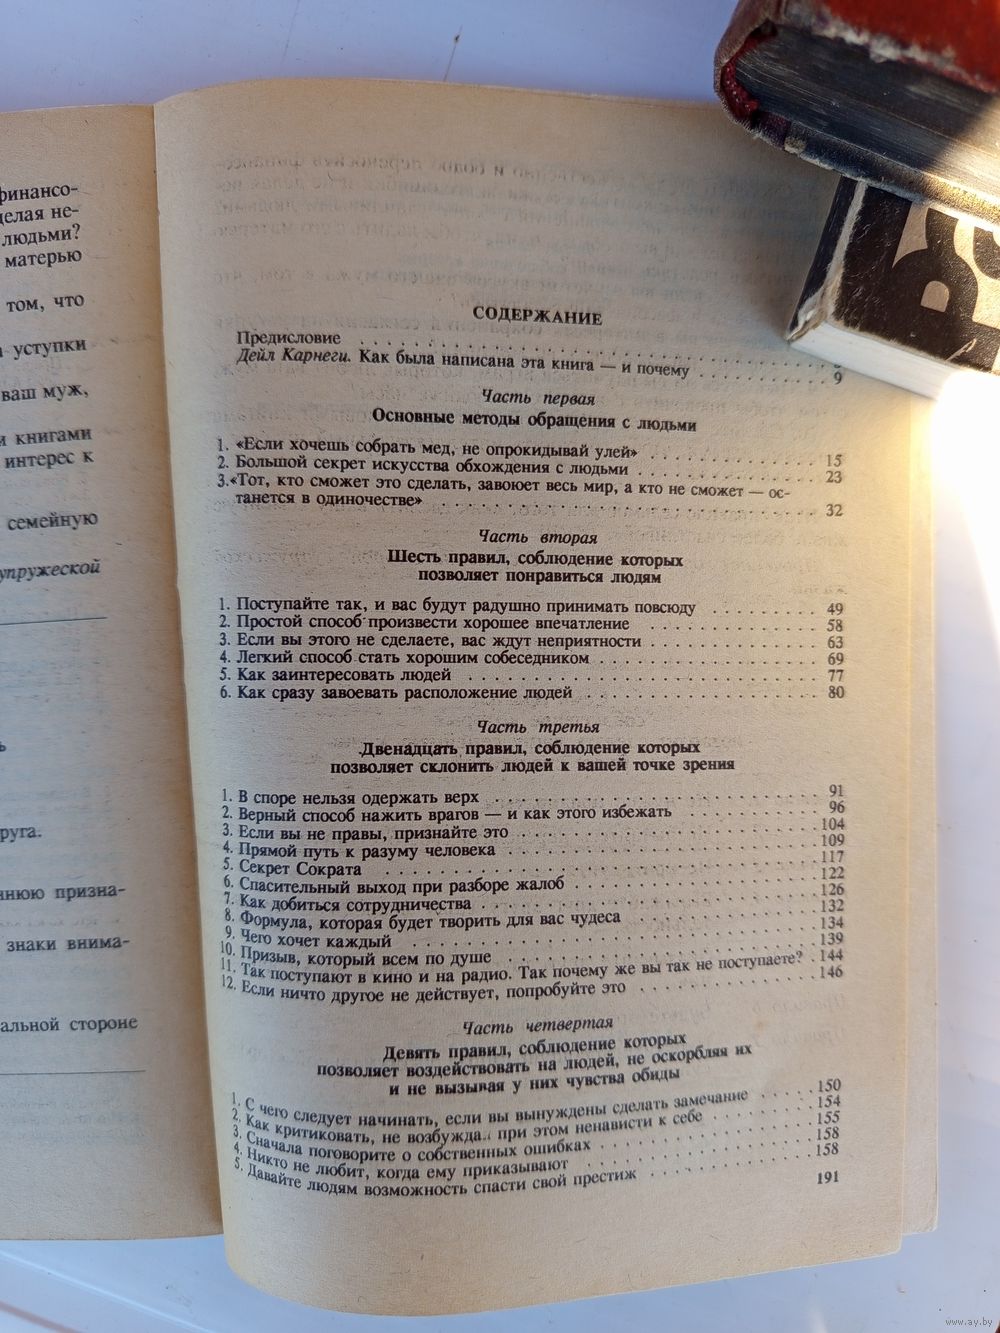 финансо-
делая не-
людьми?
матерью
том, что
уступки
ваш муж,
и книгами
интерес к
семейную
упружеской
руга.
ннюю призна-
знаки внима-
альной стороне
СОДЕРЖАНИЕ
Предисловие . . . . . . . . . . . . . . . . . . . . . .
Дейл Карнеги. Как была написана эта книга — и почему . . . . . . . . . . 9
Часть первая
Основные методы обращения с людьми
1. «Если хочешь собрать мед, не опрокидывай улей» . . . . . . . . . . . . 15
2. Большой секрет искусства обхождения с людьми . . . . . . . . . . . . 23
3.«Тот, кто сможет это сделать, завоюет весь мир, а кто не сможет — ос-
танется в одиночестве» . . . . . . . . . . . . . . . . . . . . . . 32
Часть вторая
Шесть правил, соблюдение которых
позволяет понравиться людям
1. Поступайте так, и вас будут радушно принимать повсюду . . . . . . . . 49
2. Простой способ произвести хорошее впечатление . . . . . . . . . . . . 58
3. Если вы этого не сделаете, вас ждут неприятности . . . . . . . . . . . . 63
4. Легкий способ стать хорошим собеседником . . . . . . . . . . . . . . 69
5. Как заинтересовать людей . . . . . . . . . . . . . . . . . . . . . . 77
6. Как сразу завоевать расположение людей . . . . . . . . . . . . . . . . 80
Часть третья
Двенадцать правил, соблюдение которых
позволяет склонить людей к вашей точке зрения
1. В споре нельзя одержать верх . . . . . . . . . . . . . . . . . . . . 91
2. Верный способ нажить врагов — и как этого избежать . . . . . . . . . . 96
3. Если вы не правы, признайте это . . . . . . . . . . . . . . . . . . 104
4. Прямой путь к разуму человека . . . . . . . . . . . . . . . . . . . 109
5. Секрет Сократа . . . . . . . . . . . . . . . . . . . . . . . . . . 117
6. Спасительный выход при разборе жалоб . . . . . . . . . . . . . . . 122
7. Как добиться сотрудничества . . . . . . . . . . . . . . . . . . . . 126
8. Формула, которая будет творить для вас чудеса . . . . . . . . . . . . 132
9. Чего хочет каждый . . . . . . . . . . . . . . . . . . . . . . . . 134
10. Призыв, который всем по душе . . . . . . . . . . . . . . . . . . . 139
11. Так поступают в кино и на радио. Так почему же вы так не поступаете? . 144
12. Если ничто другое не действует, попробуйте это . . . . . . . . . . . . 146
Часть четвертая
Девять правил, соблюдение которых
позволяет воздействовать на людей, не оскорбляя их
и не вызывая у них чувства обиды
1. С чего следует начинать, если вы вынуждены сделать замечание . . . . . 150
2. Как критиковать, не возбуждая при этом ненависти к себе . . . . . . . . 154
3. Сначала поговорите о собственных ошибках . . . . . . . . . . . . . . 155
4. Никто не любит, когда ему приказывают . . . . . . . . . . . . . . . 158
5. Давайте людям возможность спасти свой престиж . . . . . . . . . . . . 158
191
www.ay.by